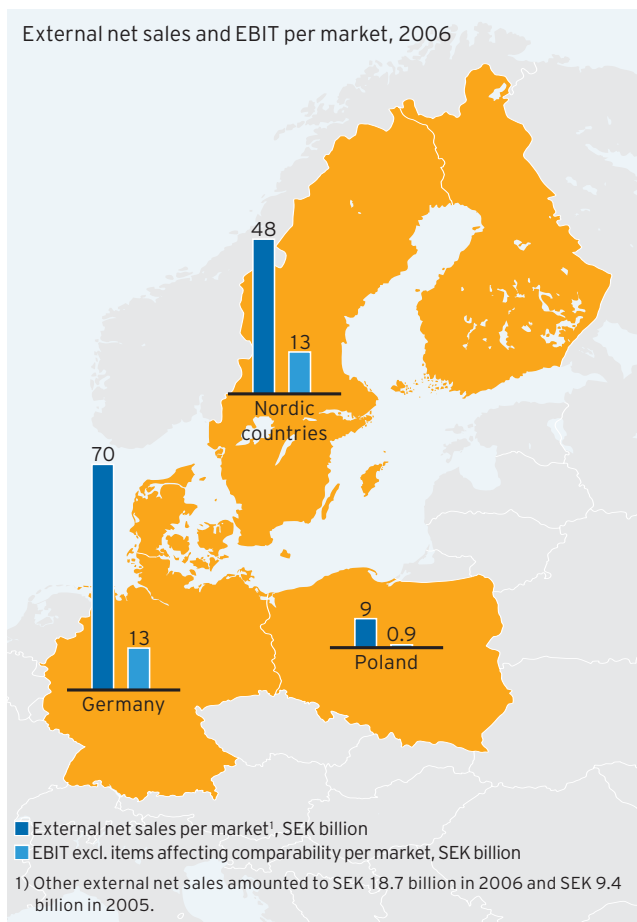 External net sales and EBIT per market, 2006
48
13
Nordic
countries
70
13
Germany
9
0.9
Poland
External net sales per market¹, SEK billion
EBIT excl. items affecting comparability per market, SEK billion
1) Other external net sales amounted to SEK 18.7 billion in 2006 and SEK 9.4
billion in 2005.